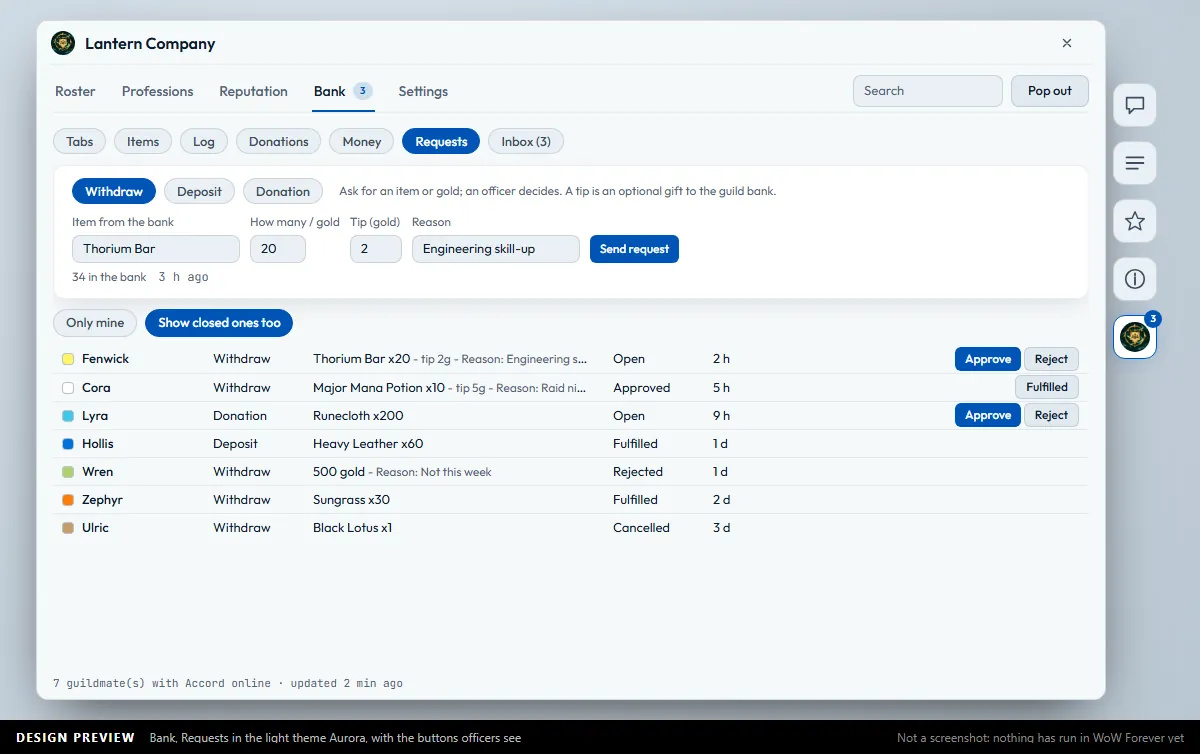 Lantern Company
Roster Professions Reputation Bank 3 Settings Search Pop out
Tabs Items Log Donations Money Requests Inbox (3)
Withdraw Deposit Donation Ask for an item or gold; an officer decides. A tip is an optional gift to the guild bank.
Item from the bank How many / gold Tip (gold) Reason
Thorium Bar 20 2 Engineering skill-up Send request
34 in the bank 3 h ago
Only mine Show closed ones too
3
Fenwick Withdraw Thorium Bar x20 - tip 2g - Reason: Engineering s... Open 2 h Approve Reject
Cora Withdraw Major Mana Potion x10 - tip 5g - Reason: Raid ni... Approved 5 h Fulfilled
Lyra Donation Runecloth x200 Open 9 h Approve Reject
Hollis Deposit Heavy Leather x60 Fulfilled 1 d
Wren Withdraw 500 gold - Reason: Not this week Rejected 1 d
Zephyr Withdraw Sungrass x30 Fulfilled 2 d
Ulric Withdraw Black Lotus x1 Cancelled 3 d
7 guildmate(s) with Accord online · updated 2 min ago
DESIGN PREVIEW Bank, Requests in the light theme Aurora, with the buttons officers see Not a screenshot: nothing has run in WoW Forever yet